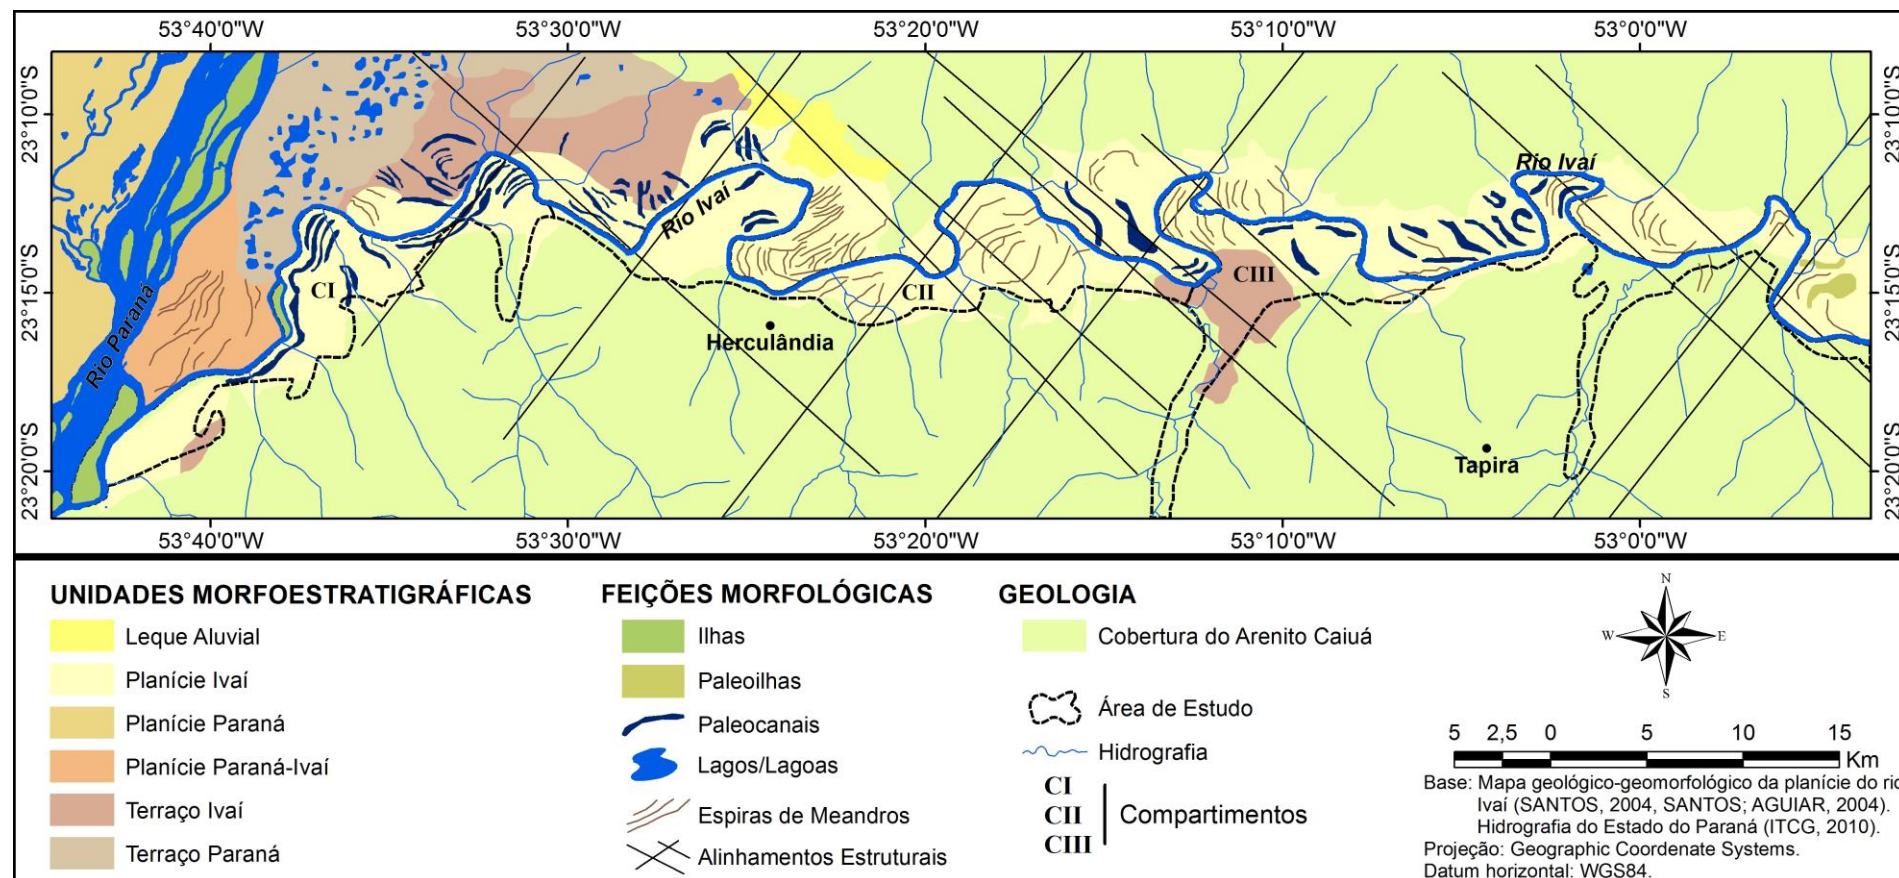 53°40'0"W 53°30'0"W 53°20'0"W 53°10'0"W 53°0'0"W
23°10'0"S 23°10'0"S
23°15'0"S 23°15'0"S
23°20'0"S 23°20'0"S
Rio Paraná
Rio Ivaí
Rio Ivaí
CI
CII
CIII
Herculândia
Tapira
53°40'0"W 53°30'0"W 53°20'0"W 53°10'0"W 53°0'0"W
UNIDADES MORFOESTRATIGRÁFICAS
Leque Aluvial
Planície Ivaí
Planície Paraná
Planície Paraná-Ivaí
Terraço Ivaí
Terraço Paraná
FEIÇÕES MORFOLÓGICAS
Ilhas
Paleoilhas
Paleocanais
Lagos/Lagoas
Espiras de Meandros
Alinhamentos Estruturais
GEOLOGIA
Cobertura do Arenito Caiuá
Área de Estudo
Hidrografia
CI
CII
CIII
Compartimentos
N
W E
S
5 2,5 0 5 10 15
Km
Base: Mapa geológico-geomorfológico da planície do rio
Ivaí (SANTOS, 2004, SANTOS; AGUIAR, 2004).
Hidrografia do Estado do Paraná (ITCG, 2010).
Projeção: Geographic Coordenate Systems.
Datum horizontal: WGS84.